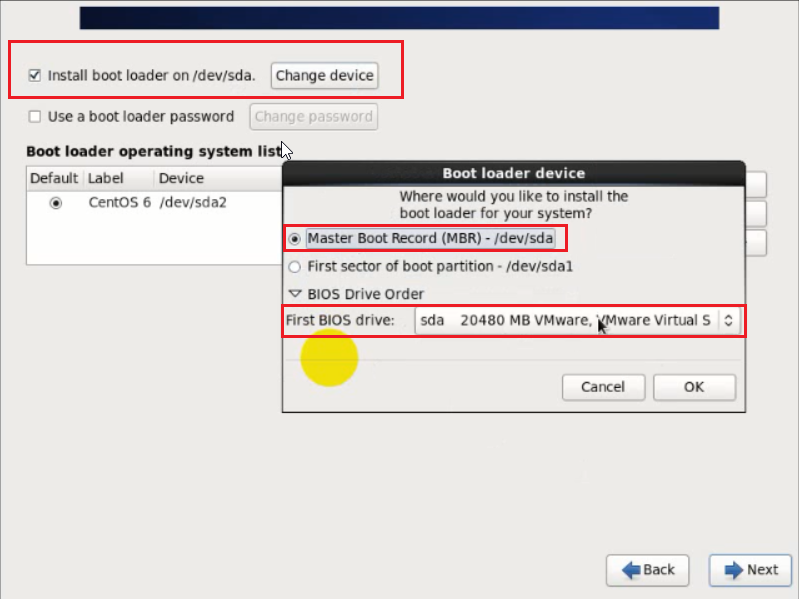 Install boot loader on /dev/sda. Change device
Use a boot loader password Change password
Boot loader operating system list
Default Label Device
CentOS 6 /dev/sda2
Boot loader device
Where would you like to install the
boot loader for your system?
Master Boot Record (MBR) - /dev/sda
First sector of boot partition - /dev/sda1
BIOS Drive Order
First BIOS drive: sda 20480 MB VMware, VMware Virtual S
Cancel OK
Back Next